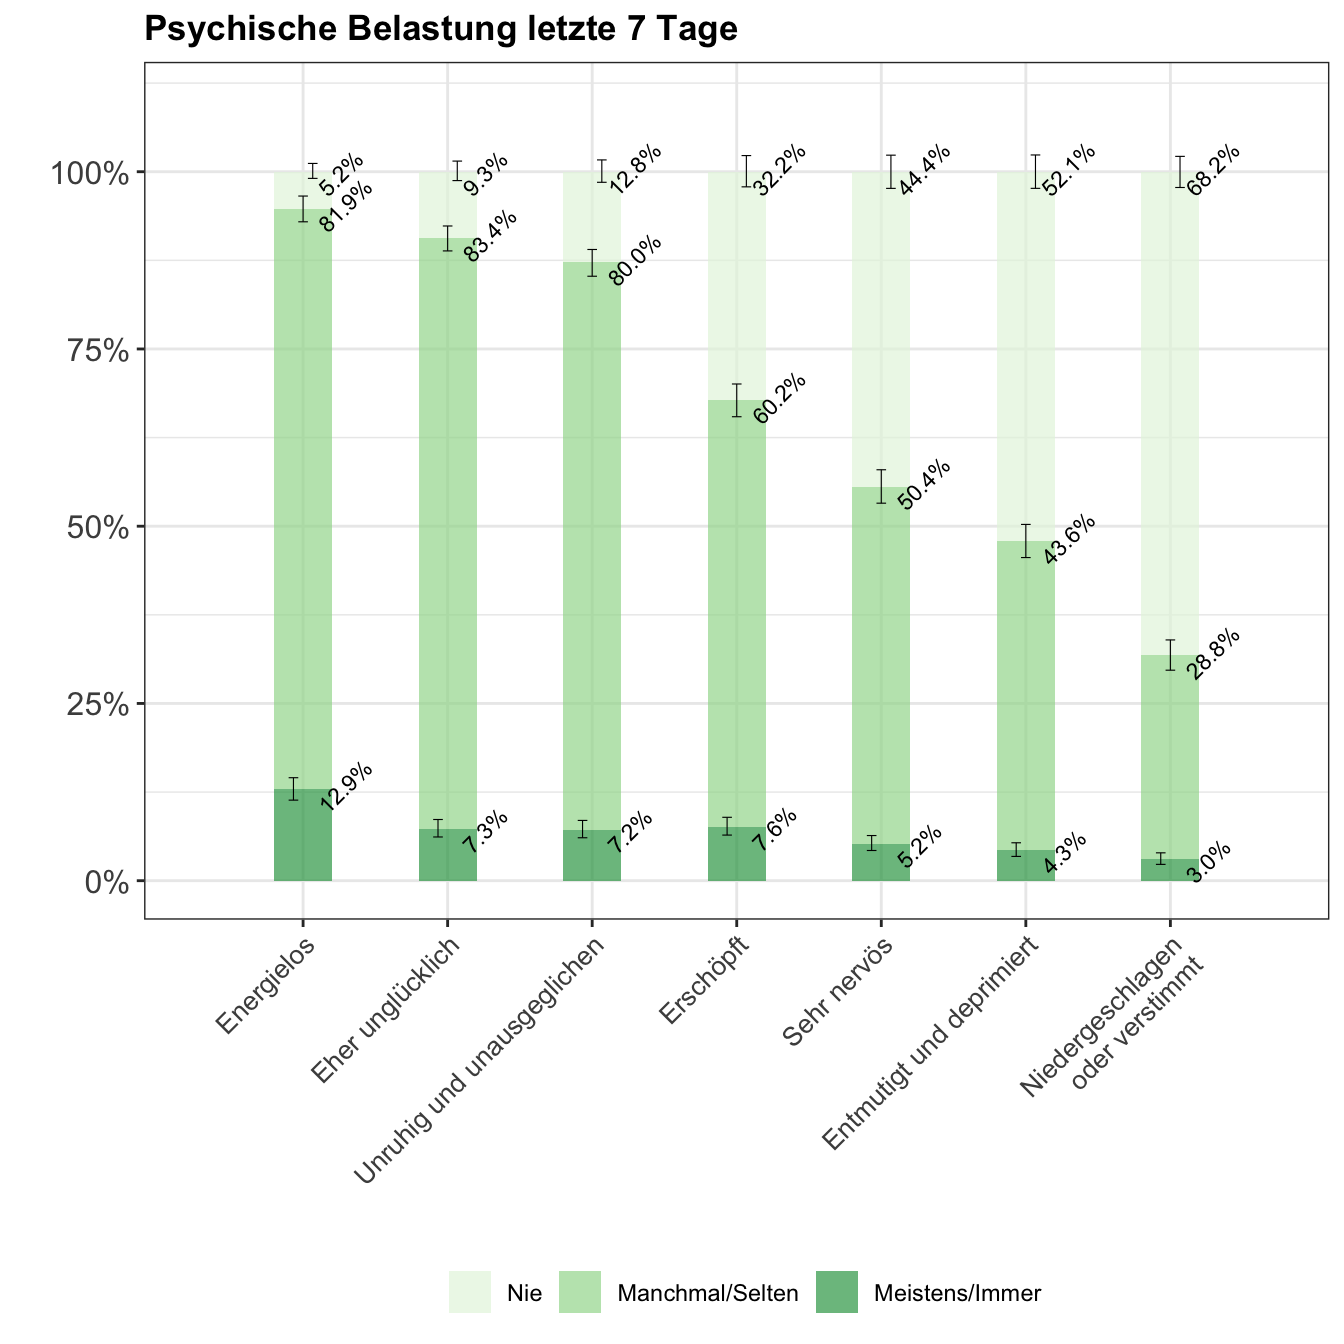 Psychische Belastung letzte 7 Tage
100%
75%
50%
25%
0%
5.2%
9.3%
12.8%
32.2%
44.4%
52.1%
68.2%
81.9%
83.4%
80.0%
60.2%
50.4%
43.6%
28.8%
12.9%
7.3%
7.2%
7.6%
5.2%
4.3%
3.0%
Energielos
Eher unglücklich
Unruhig und unausgeglichen
Erschöpft
Sehr nervös
Entmutigt und deprimiert
Niedergeschlagen
oder verstimmt
Nie
Manchmal/Selten
Meistens/Immer